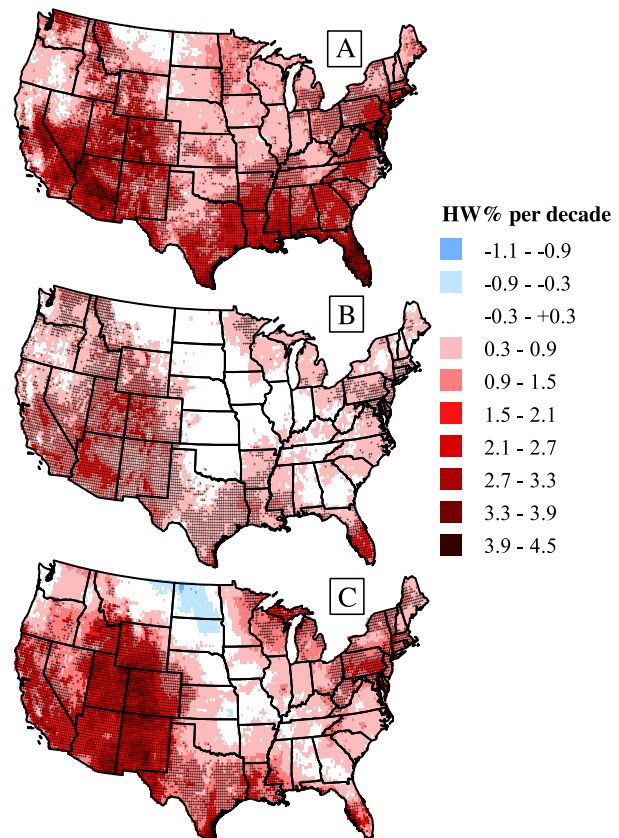 A
B
C
HW% per decade
-1.1 - -0.9
-0.9 - -0.3
-0.3 - +0.3
0.3 - 0.9
0.9 - 1.5
1.5 - 2.1
2.1 - 2.7
2.7 - 3.3
3.3 - 3.9
3.9 - 4.5